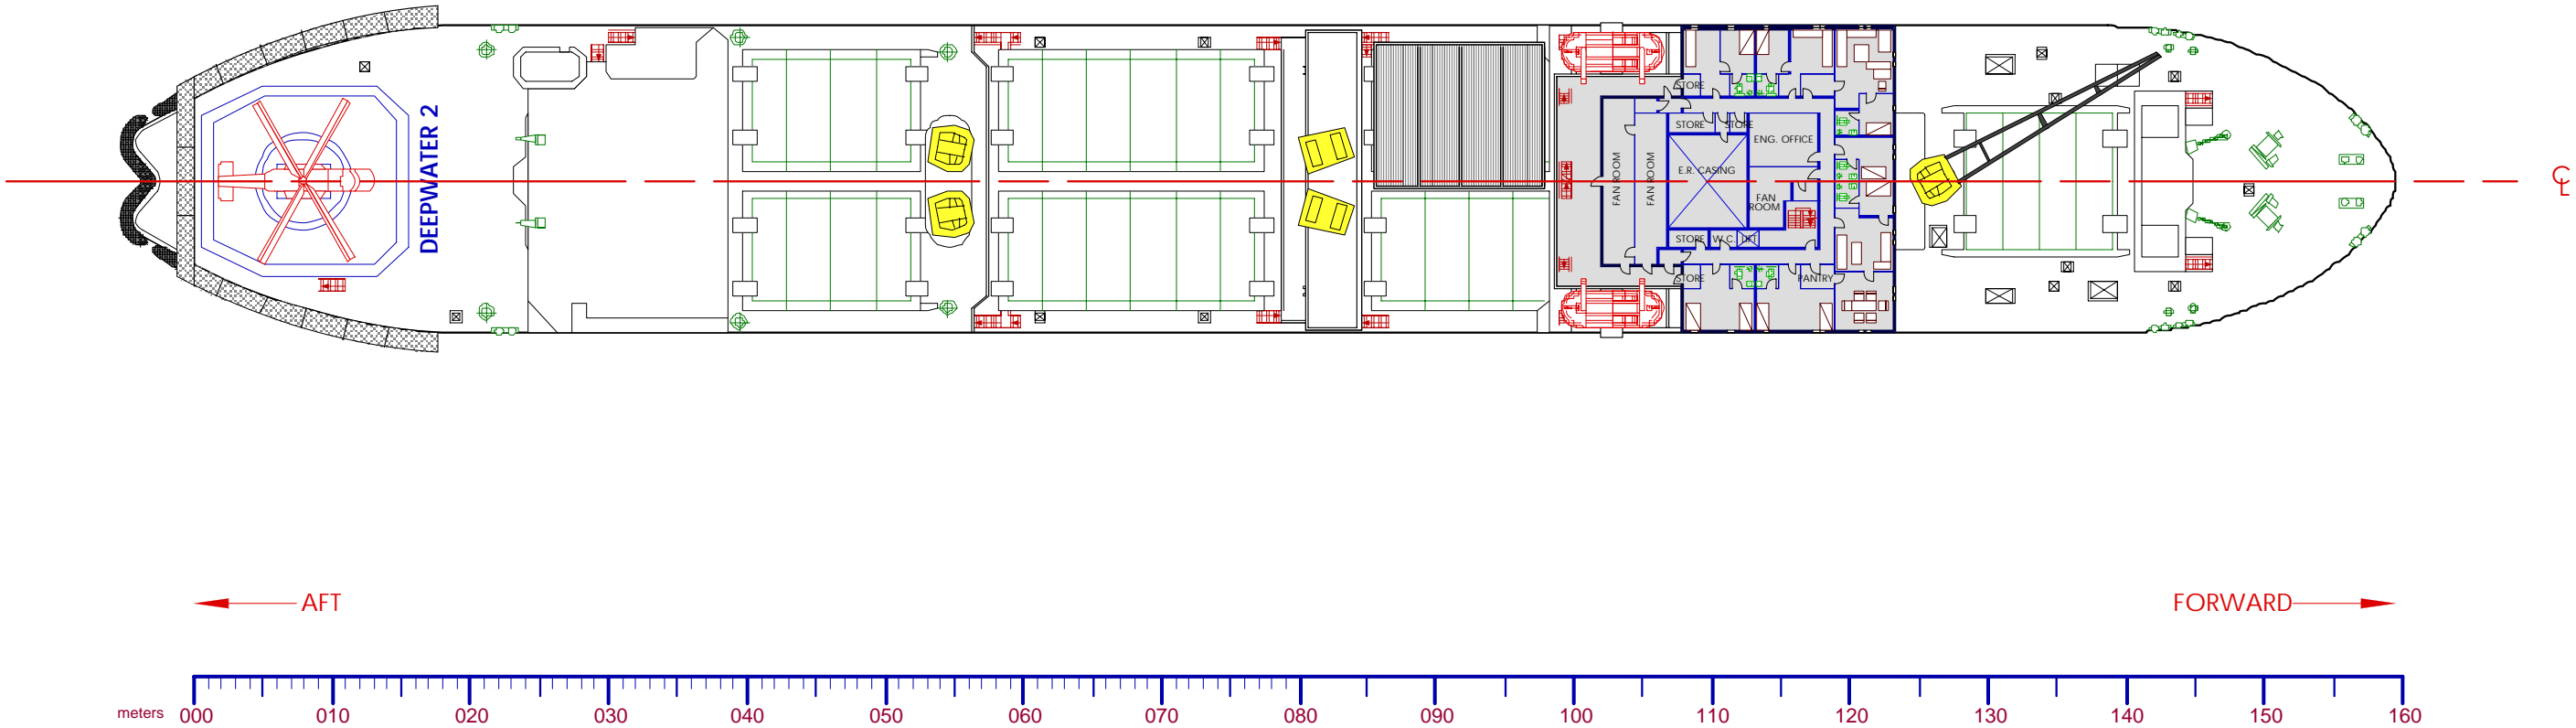 DEEPWATER 2
STORE
STORE
STORE
ENG. OFFICE
FAN ROOM
FAN ROOM
E.R. CASING
FAN
ROOM
STORE
W.C.
LIFT
STORE
PANTRY
℄
AFT
FORWARD
meters 000 010 020 030 040 050 060 070 080 090 100 110 120 130 140 150 160